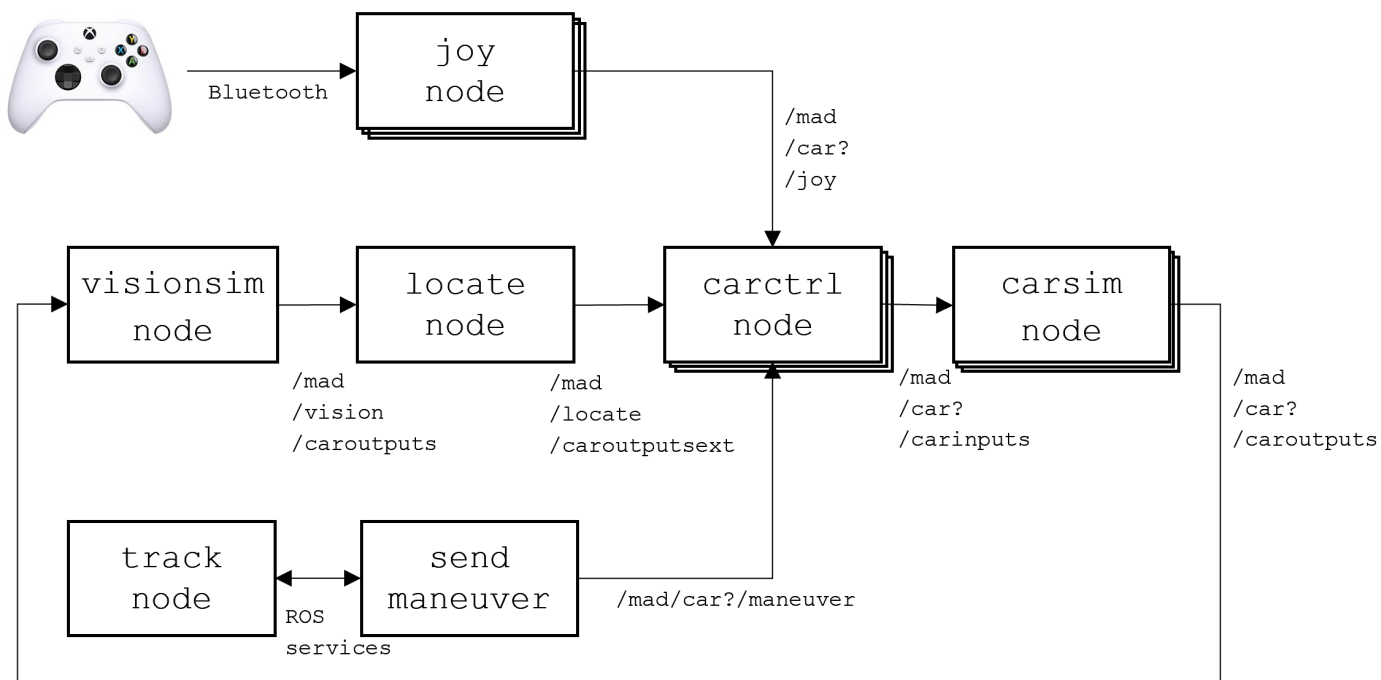 joy
node
Bluetooth
/mad
/car?
/joy
visionsim
node
locate
node
carctrl
node
carsim
node
/mad
/vision
/caroutputs
/mad
/locate
/caroutputsext
/mad
/car?
/carinputs
/mad
/car?
/caroutputs
track
node
send
maneuver
ROS
services
/mad/car?/maneuver